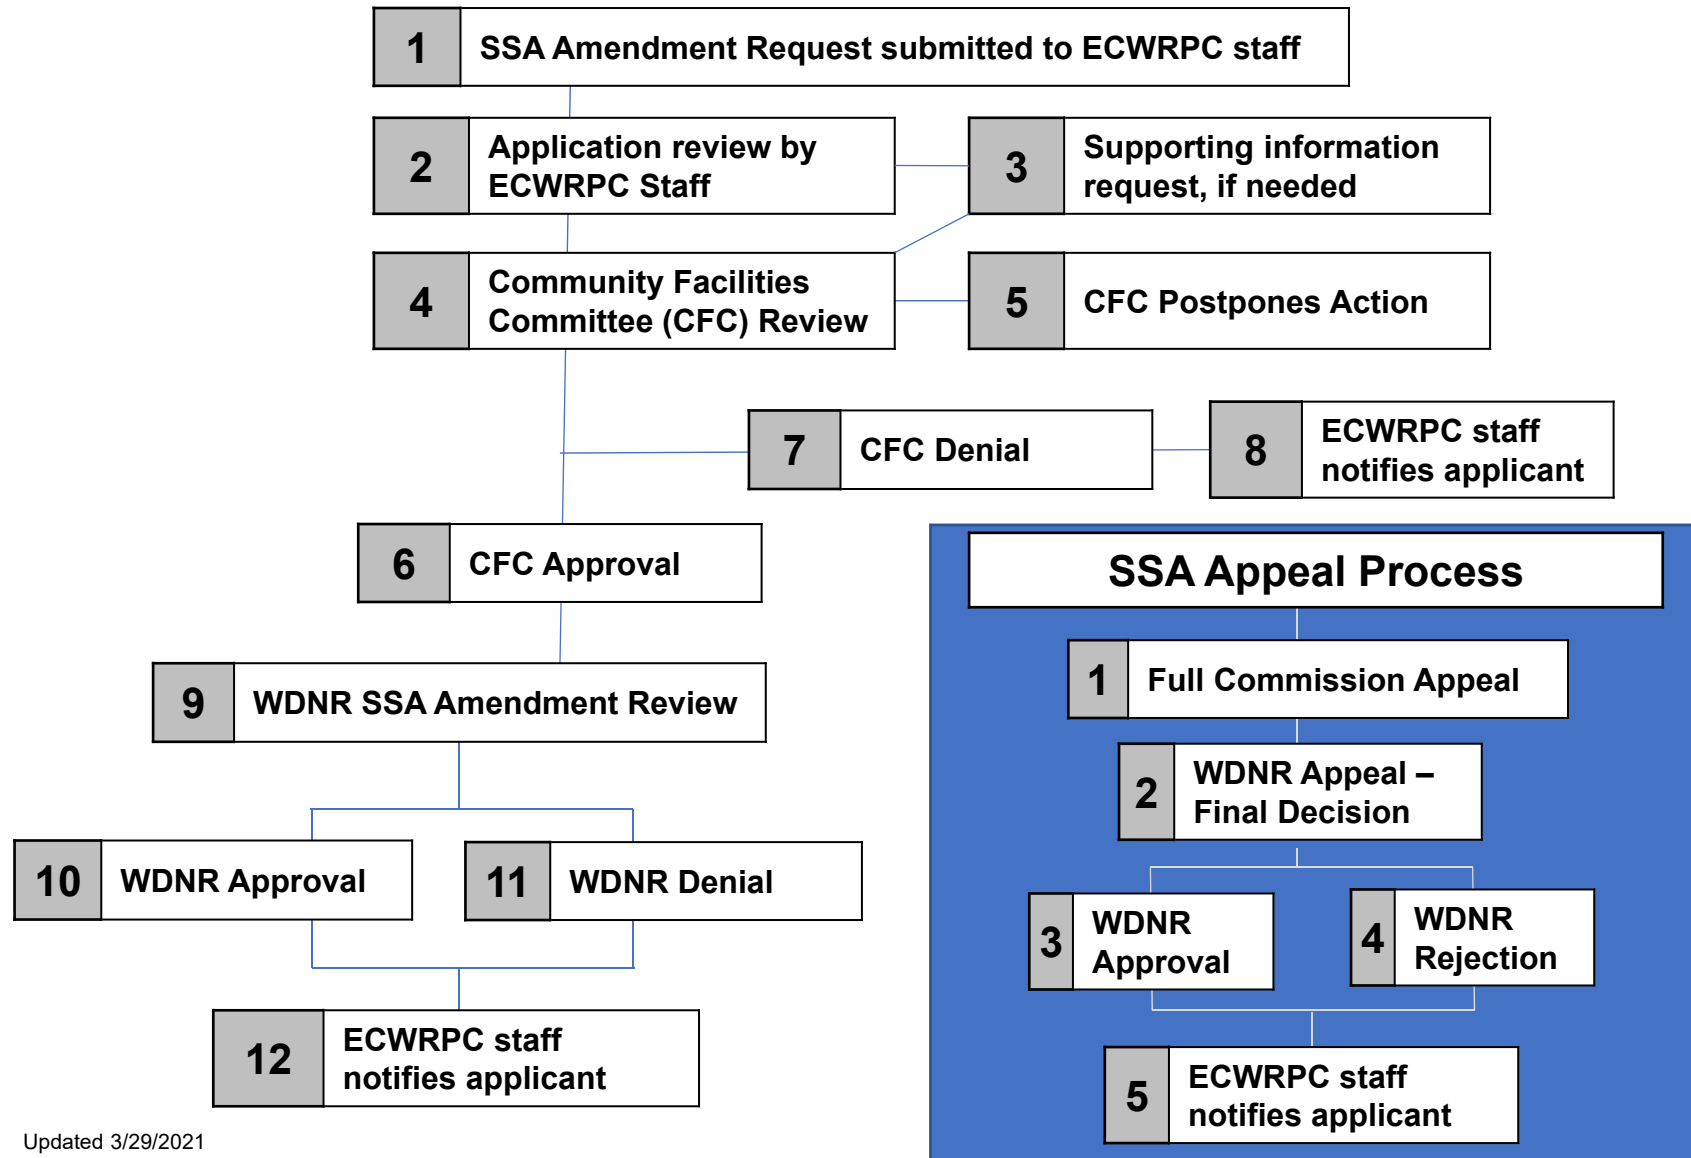 1
SSA Amendment Request submitted to ECWRPC staff
2
Application review by
ECWRPC Staff
3
Supporting information
request, if needed
4
Community Facilities
Committee (CFC) Review
5
CFC Postpones Action
7
CFC Denial
8
ECWRPC staff
notifies applicant
6
CFC Approval
9
WDNR SSA Amendment Review
10
WDNR Approval
11
WDNR Denial
12
ECWRPC staff
notifies applicant
SSA Appeal Process
1
Full Commission Appeal
2
WDNR Appeal –
Final Decision
3
WDNR
Approval
4
WDNR
Rejection
5
ECWRPC staff
notifies applicant
Updated 3/29/2021